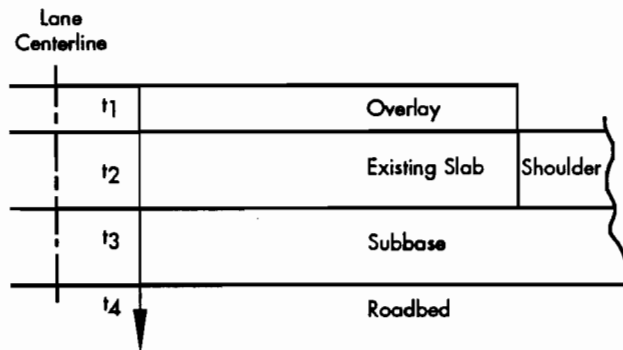 Lane
Centerline
t1 Overlay
t2 Existing Slab Shoulder
t3 Subbase
t4 Roadbed